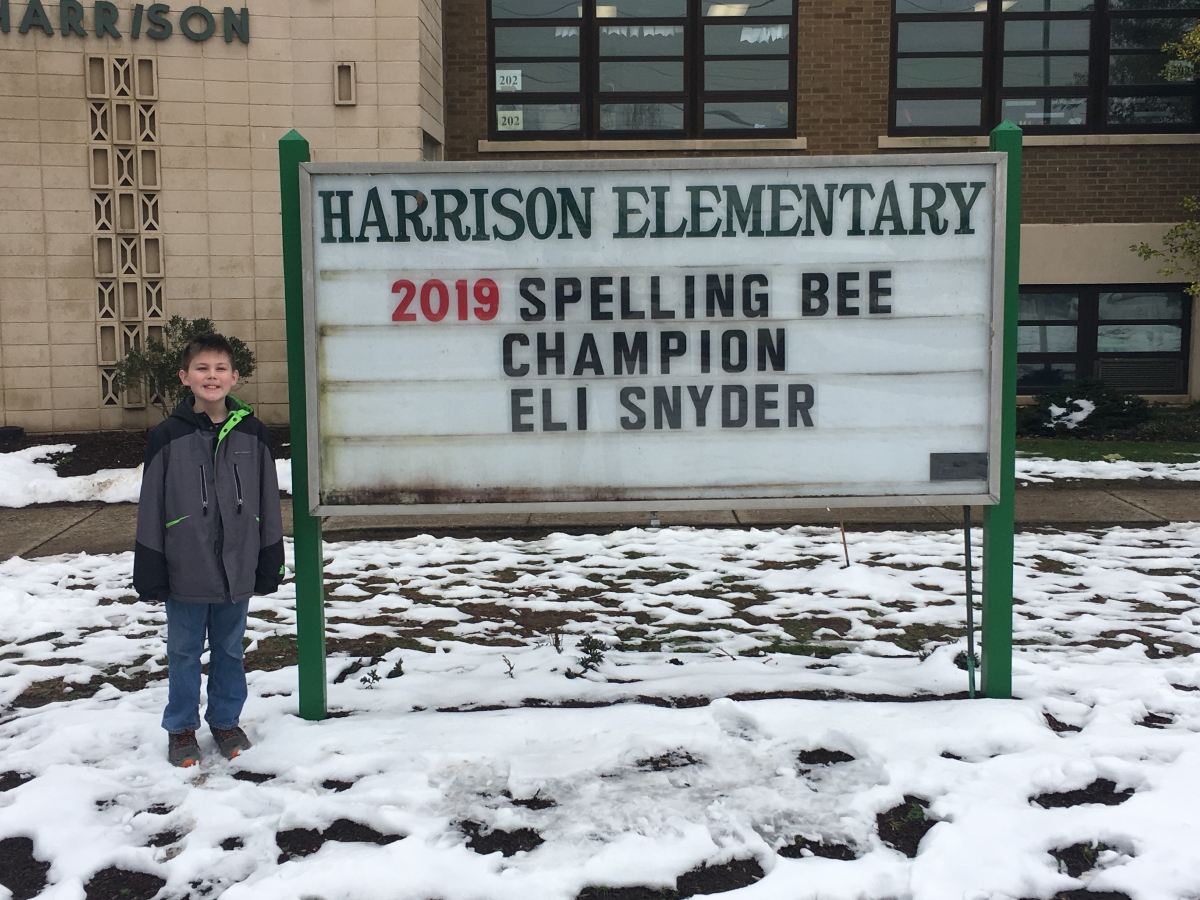 HARRISON
202
202
HARRISON ELEMENTARY
2019 SPELLING BEE
CHAMPION
ELI SNYDER